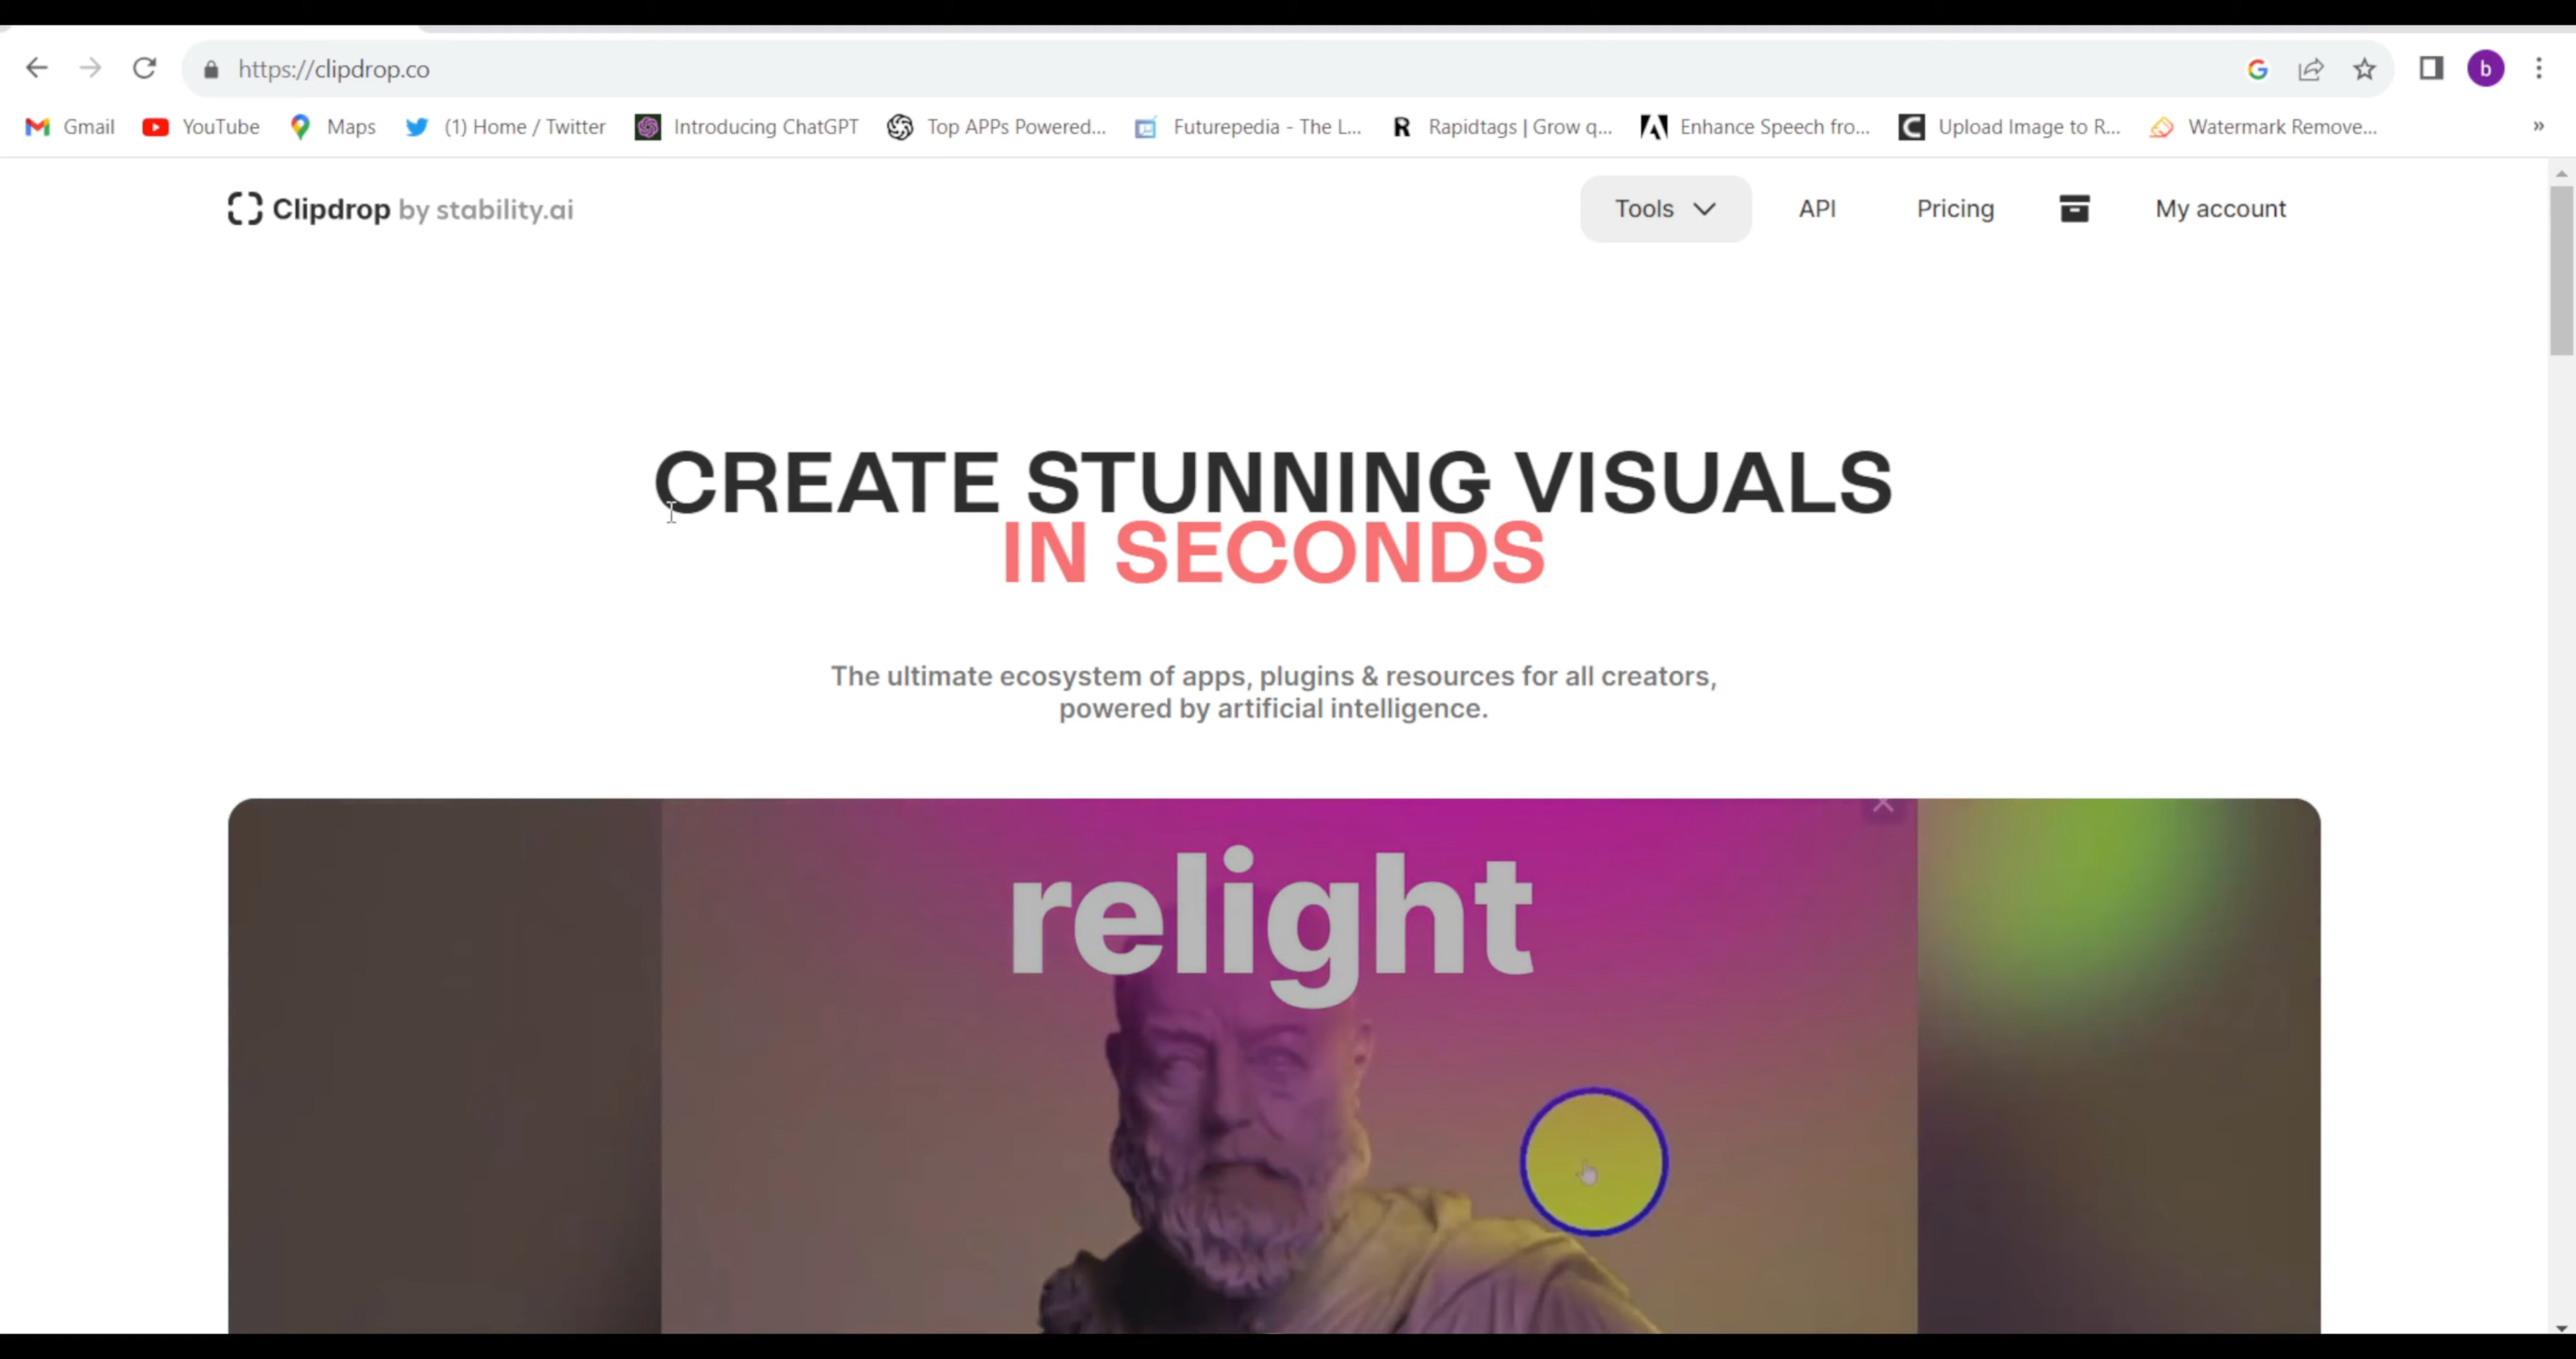 https://clipdrop.co
b
Gmail YouTube Maps (1) Home / Twitter Introducing ChatGPT Top APPs Powered... Futurepedia - The L... Rapidtags | Grow q... Enhance Speech fro... Upload Image to R... Watermark Remove... »
Clipdrop by stability.ai Tools API Pricing My account
CREATE STUNNING VISUALS
IN SECONDS
The ultimate ecosystem of apps, plugins & resources for all creators,
powered by artificial intelligence.
relight